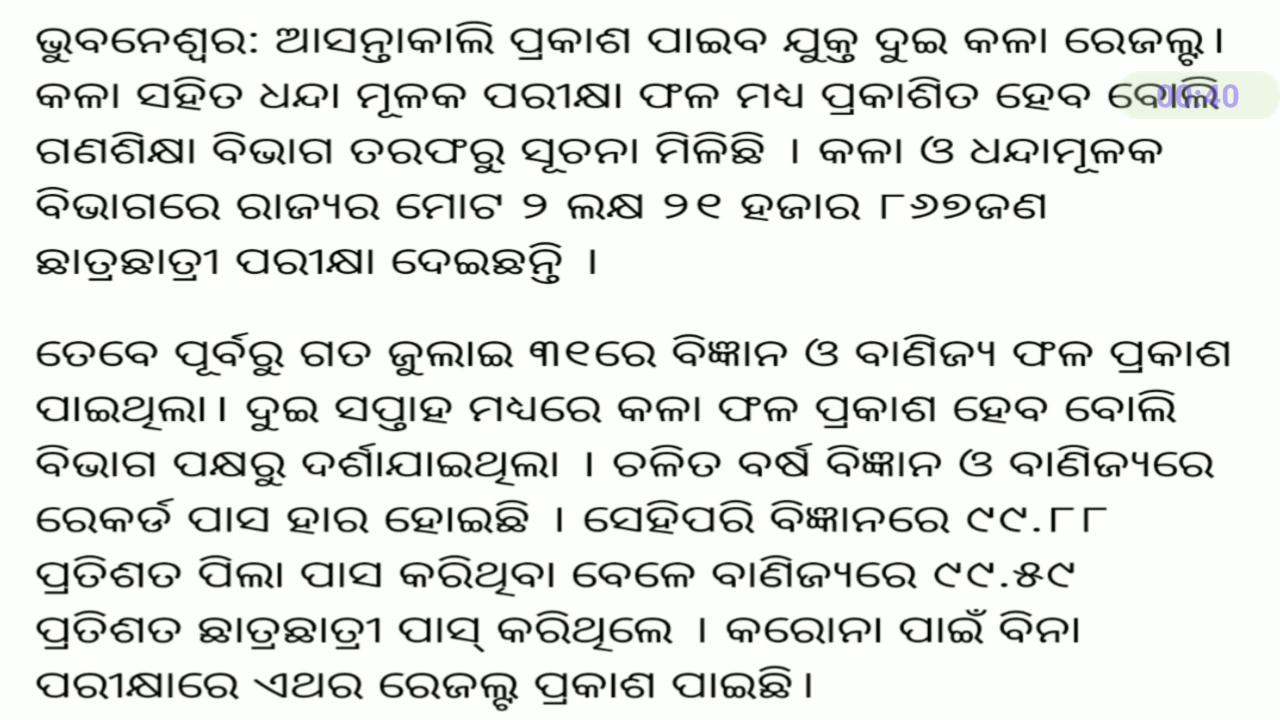 ଭୁବନେଶ୍ୱର: ଆସନ୍ତାକାଲି ପ୍ରକାଶ ପାଇବ ଯୁକ୍ତ ଦୁଇ କଳା ରେଜଲ୍ଟ।
କଳା ସହିତ ଧନ୍ଦା ମୂଳକ ପରୀକ୍ଷା ଫଳ ମଧ୍ୟ ପ୍ରକାଶିତ ହେବ ବୋଲି
00:40
ଗଣଶିକ୍ଷା ବିଭାଗ ତରଫରୁ ସୂଚନା ମିଳିଛି । କଳା ଓ ଧନ୍ଦାମୂଳକ
ବିଭାଗରେ ରାଜ୍ୟର ମୋଟ ୨ ଲକ୍ଷ ୨୧ ହଜାର ୮୬୭ଜଣ
ଛାତ୍ରଛାତ୍ରୀ ପରୀକ୍ଷା ଦେଇଛନ୍ତି ।
ତେବେ ପୂର୍ବରୁ ଗତ ଜୁଲାଇ ୩୧ରେ ବିଜ୍ଞାନ ଓ ବାଣିଜ୍ୟ ଫଳ ପ୍ରକାଶ
ପାଇଥିଲା। ଦୁଇ ସପ୍ତାହ ମଧ୍ୟରେ କଳା ଫଳ ପ୍ରକାଶ ହେବ ବୋଲି
ବିଭାଗ ପକ୍ଷରୁ ଦର୍ଶାଯାଇଥିଲା । ଚଳିତ ବର୍ଷ ବିଜ୍ଞାନ ଓ ବାଣିଜ୍ୟରେ
ରେକର୍ଡ ପାସ ହାର ହୋଇଛି । ସେହିପରି ବିଜ୍ଞାନରେ ୯୯.୮୮
ପ୍ରତିଶତ ପିଲା ପାସ କରିଥିବା ବେଳେ ବାଣିଜ୍ୟରେ ୯୯.୫୯
ପ୍ରତିଶତ ଛାତ୍ରଛାତ୍ରୀ ପାସ୍ କରିଥିଲେ । କରୋନା ପାଇଁ ବିନା
ପରୀକ୍ଷାରେ ଏଥର ରେଜଲ୍ଟ ପ୍ରକାଶ ପାଇଛି।